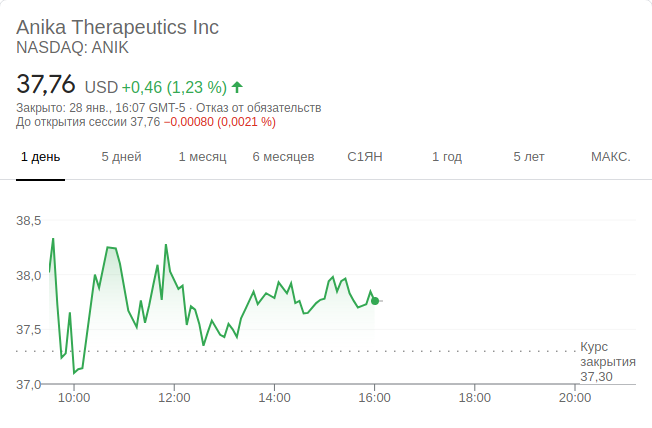 Anika Therapeutics Inc
NASDAQ: ANIK
37,76 USD +0,46 (1,23 %)
Закрыто: 28 янв., 16:07 GMT-5 · Отказ от обязательств
До открытия сессии 37,76 −0,00080 (0,0021 %)
1 день 5 дней 1 месяц 6 месяцев С1ЯН 1 год 5 лет МАКС.
38,5
38,0
37,5
Курс
закрытия
37,30
37,0
10:00 12:00 14:00 16:00 18:00 20:00